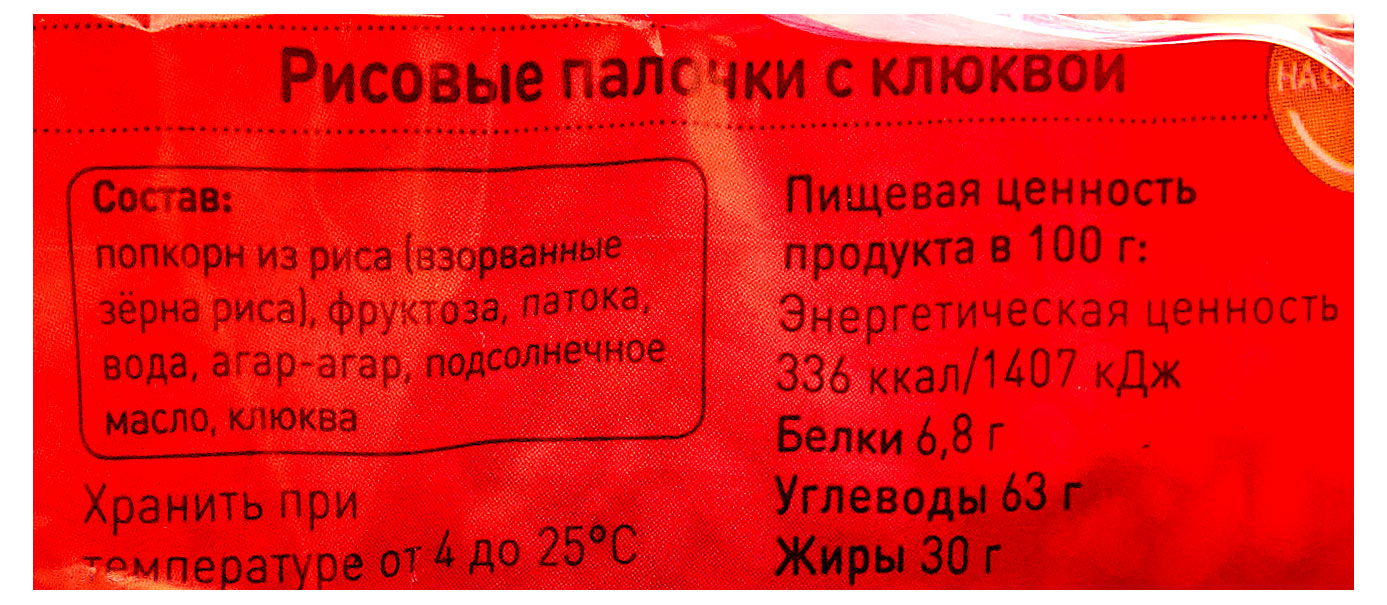 Рисовые палочки с клюквой
НА
Состав:
попкорн из риса (взорванные
зёрна риса), фруктоза, патока,
вода, агар-агар, подсолнечное
масло, клюква
Хранить при
температуре от 4 до 25°С
Пищевая ценность
продукта в 100 г:
Энергетическая ценность
336 ккал/1407 кДж
Белки 6,8 г
Углеводы 63 г
Жиры 30 г